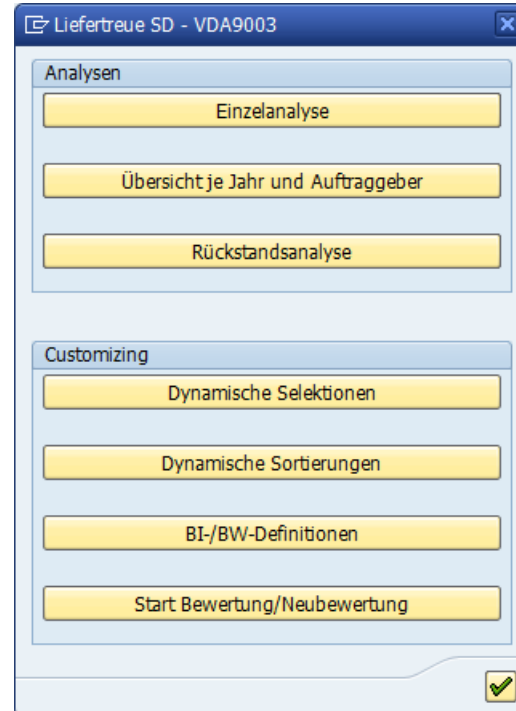 Liefertreue SD - VDA9003
Analysen
Einzelanalyse
Übersicht je Jahr und Auftraggeber
Rückstandsanalyse
Customizing
Dynamische Selektionen
Dynamische Sortierungen
BI-/BW-Definitionen
Start Bewertung/Neubewertung